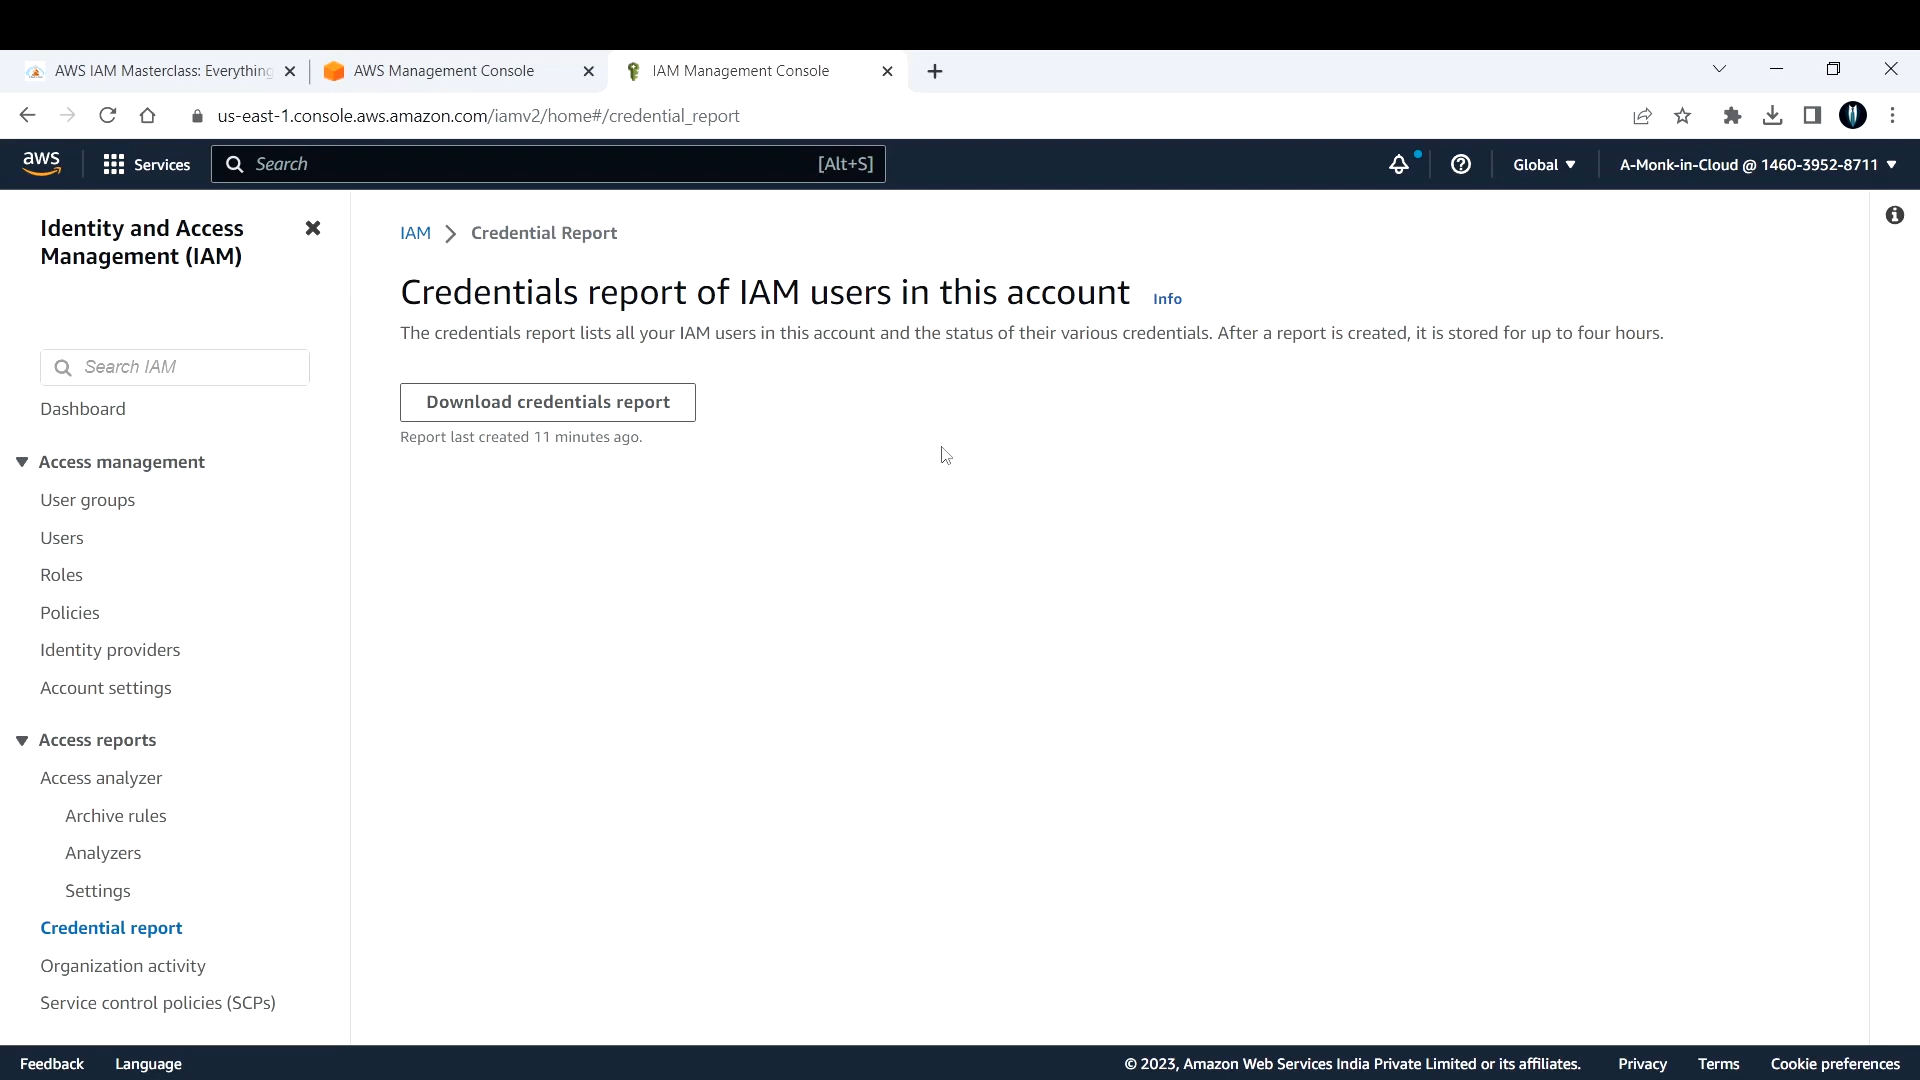 AWS IAM Masterclass: Everything
AWS Management Console
IAM Management Console
us-east-1.console.aws.amazon.com/iamv2/home#/credential_report
aws
Services
Search
[Alt+S]
Global
A-Monk-in-Cloud @ 1460-3952-8711
Identity and Access
Management (IAM)
Search IAM
Dashboard
Access management
User groups
Users
Roles
Policies
Identity providers
Account settings
Access reports
Access analyzer
Archive rules
Analyzers
Settings
Credential report
Organization activity
Service control policies (SCPs)
IAM > Credential Report
Credentials report of IAM users in this account Info
The credentials report lists all your IAM users in this account and the status of their various credentials. After a report is created, it is stored for up to four hours.
Download credentials report
Report last created 11 minutes ago.
Feedback
Language
© 2023, Amazon Web Services India Private Limited or its affiliates.
Privacy
Terms
Cookie preferences